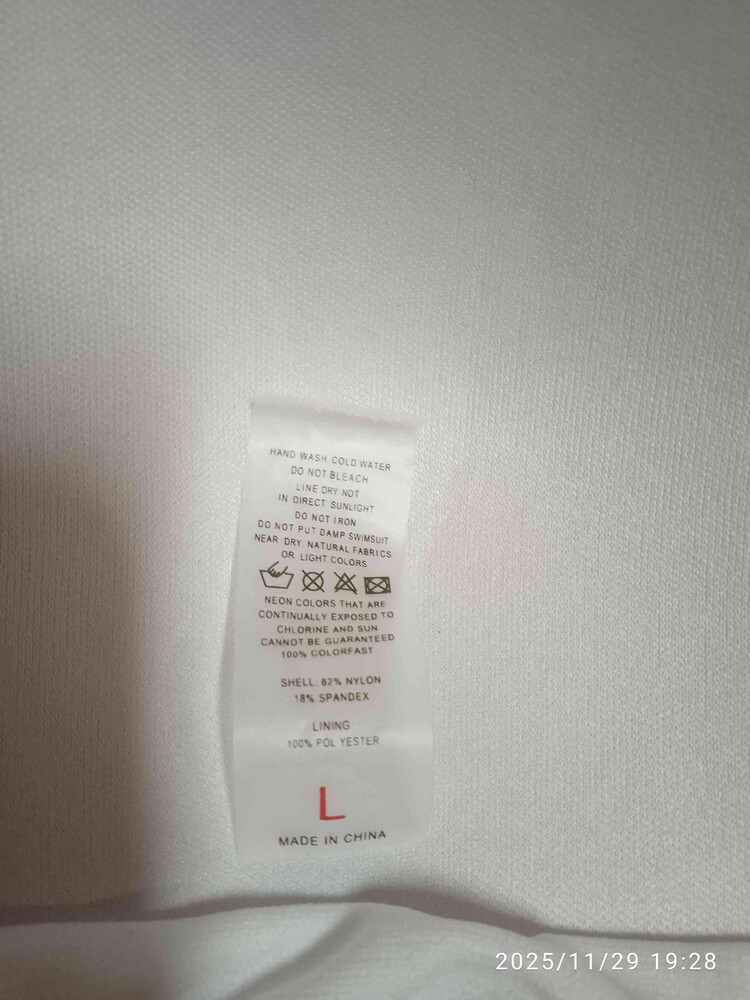 HAND WASH COLD WATER
DO NOT BLEACH
LINE DRY NOT
IN DIRECT SUNLIGHT
DO NOT IRON
DO NOT PUT DAMP SWIMSUIT
NEAR DRY, NATURAL FABRICS
OR LIGHT COLORS
NEON COLORS THAT ARE
CONTINUALLY EXPOSED TO
CHLORINE AND SUN
CANNOT BE GUARANTEED
100% COLORFAST
SHELL: 82% NYLON
18% SPANDEX
LINING
100% POL YESTER
L
MADE IN CHINA
2025/11/29 19:28